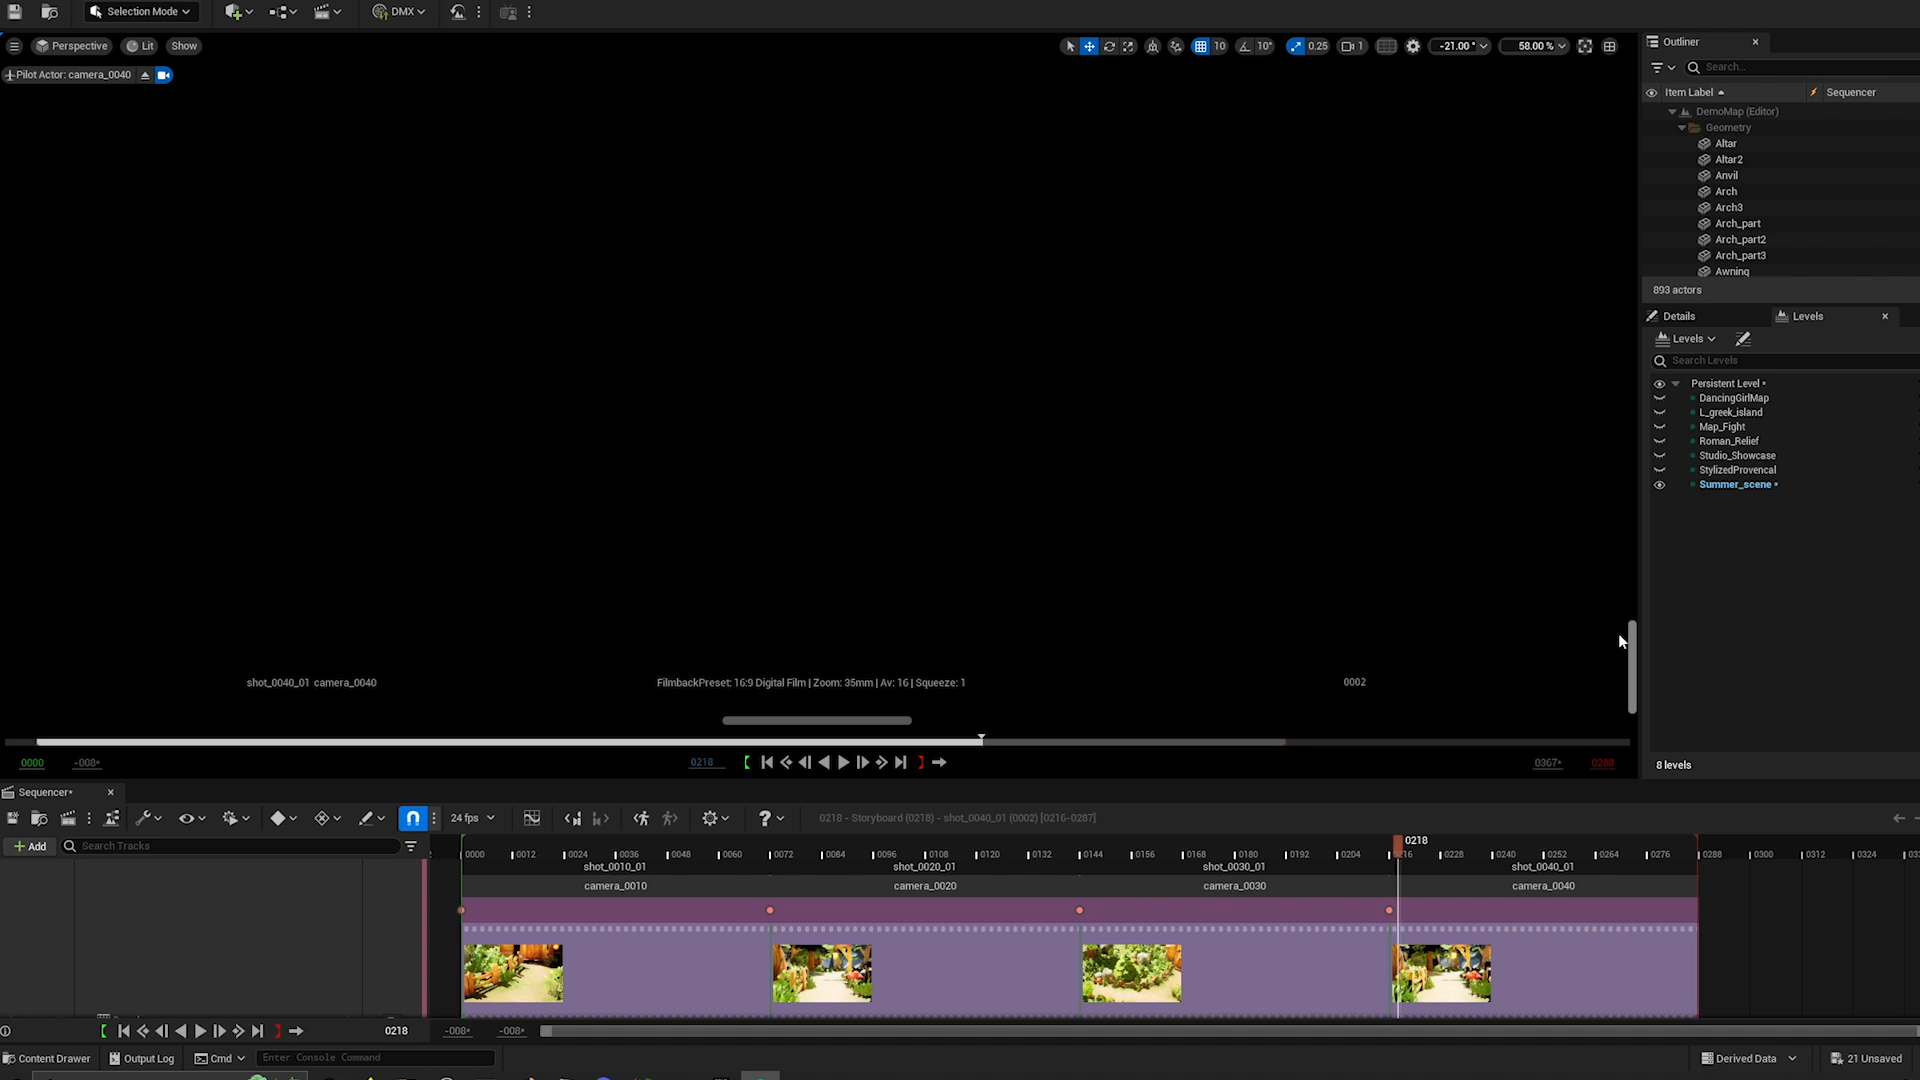 Selection Mode
DMX
Perspective
Lit
Show
10
10°
0.25
1
-21.00 °
58.00 %
Pilot Actor: camera_0040
shot_0040_01 camera_0040
FilmbackPreset: 16:9 Digital Film | Zoom: 35mm | Av: 16 | Squeeze: 1
0002
0000
-008*
0218
0367*
0280
Outliner
Search...
Item Label
Sequencer
DemoMap (Editor)
Geometry
Altar
Altar2
Anvil
Arch
Arch3
Arch_part
Arch_part2
Arch_part3
Awning
893 actors
Details
Levels
Levels
Search Levels
Persistent Level *
DancingGirlMap
L_greek_island
Map_Fight
Roman_Relief
Studio_Showcase
StylizedProvencal
Summer_scene *
8 levels
Sequencer*
24 fps
0218 - Storyboard (0218) - shot_0040_01 (0002) [0216-0287]
Add
Search Tracks
0218
0000 0012 0024 0036 0048 0060 0072 0084 0096 0108 0120 0132 0144 0156 0168 0180 0192 0204 216 0228 0240 0252 0264 0276 0288 0300 0312 0324
shot_0010_01 shot_0020_01 shot_0030_01 shot_0040_01
camera_0010 camera_0020 camera_0030 camera_0040
0218
-008*
-008*
Content Drawer
Output Log
Cmd
Enter Console Command
Derived Data
21 Unsaved